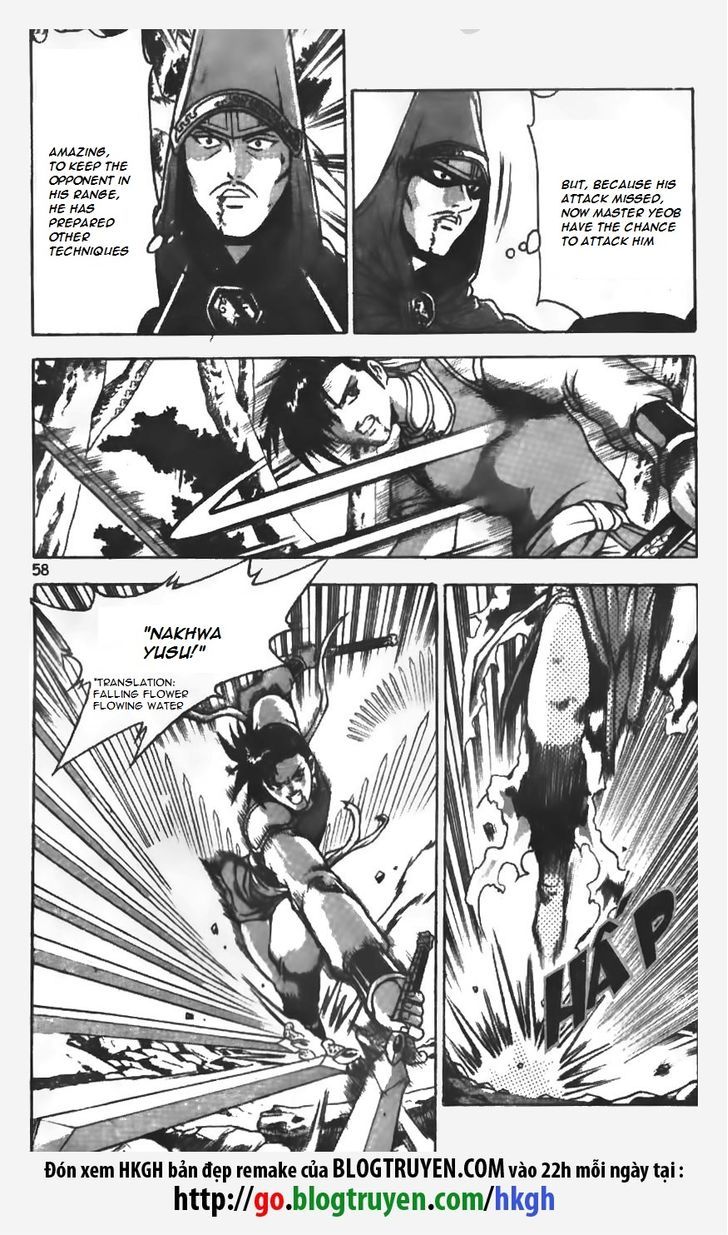 AMAZING,
TO KEEP THE
OPPONENT IN
HIS RANGE,
HE HAS
PREPARED
OTHER
TECHNIQUES
BUT, BECAUSE HIS
ATTACK MISSED,
NOW MASTER YEOB
HAVE THE CHANCE
TO ATTACK HIM
58
"NAKHWA
YUSU!"
*TRANSLATION:
FALLING FLOWER
FLOWING WATER
HẤP
Đón xem HKGH bản đẹp remake của BLOGTRUYEN.COM vào 22h mỗi ngày tại :
http://go.blogtruyen.com/hkgh